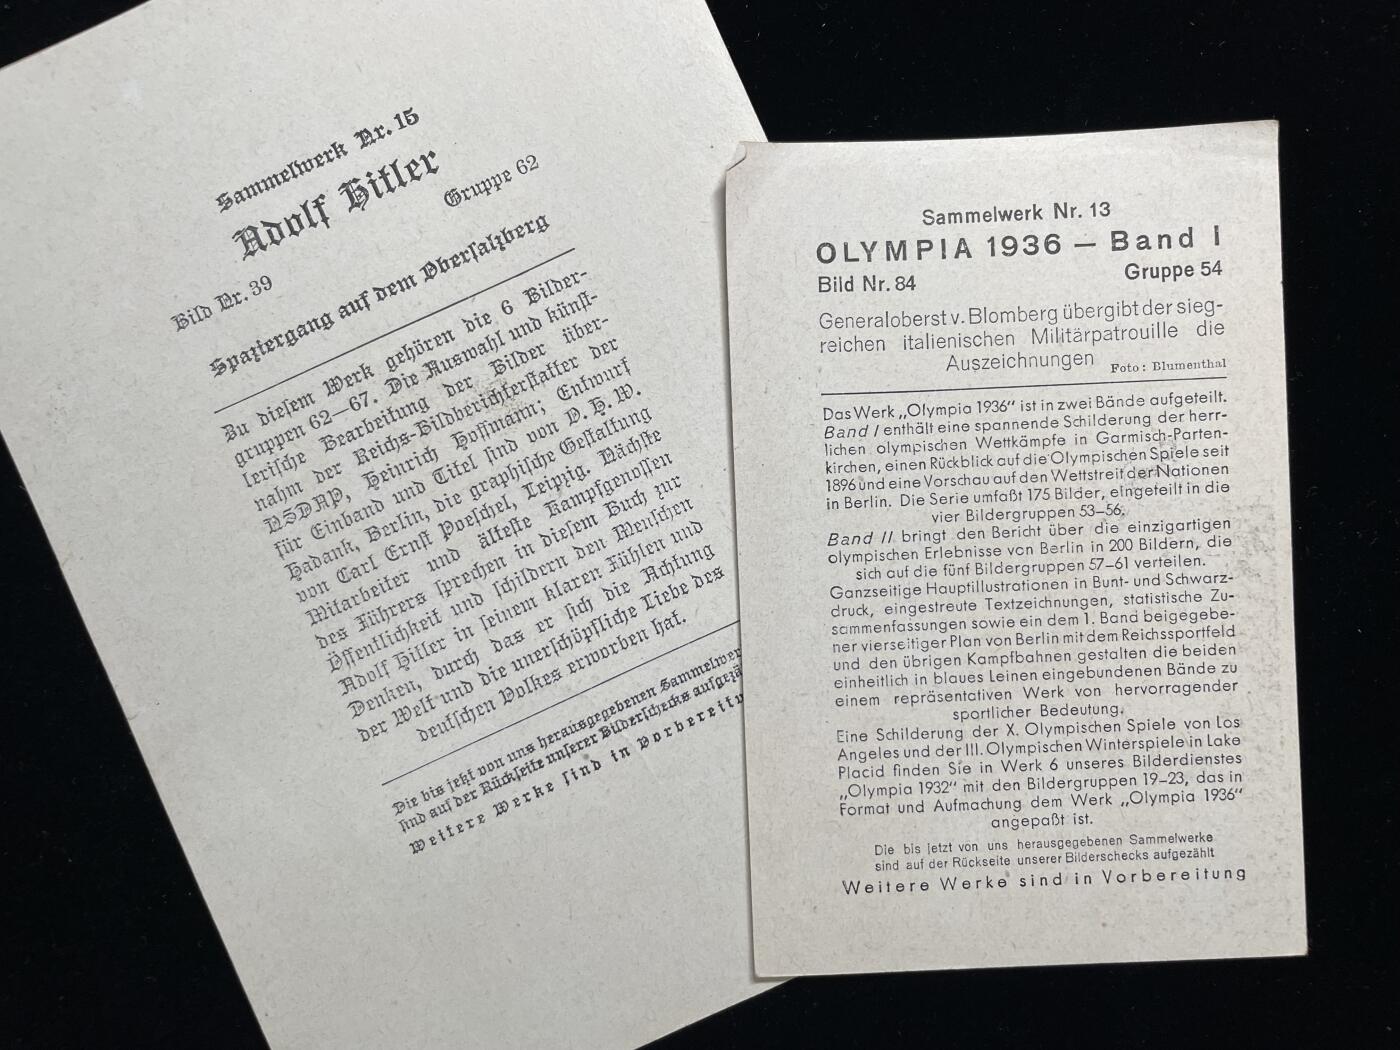 Sammelwerk Nr. 15
Adolf Hitler
Bild Nr. 39
Gruppe 62
Spaziergang auf dem Obersalzberg
Zu diesem Werk gehören die 6 Bilder-
gruppen 62—67. Die Auswahl und künst-
lerische Bearbeitung der Bilder über-
nahm der Reichs-Bildberichterstatter der
NSDAP, Heinrich Hoffmann; Entwurf
für Einband und Titel sind von O. H. W.
Hadank, Berlin, die graphische Gestaltung
von Carl Ernst Poeschel, Leipzig. Nächste
Mitarbeiter und älteste Kampfgenossen
des Führers sprechen in diesem Buch zur
Öffentlichkeit und schildern den Menschen
Adolf Hitler in seinem klaren Fühlen und
Denken, durch das er sich die Achtung
der Welt und die unerschöpfliche Liebe des
deutschen Volkes erworben hat.
Die bis jetzt von uns herausgegebenen Sammelwer
sind auf der Rückseite unserer Bilderschecks aufgezä
Weitere Werke sind in Vorbereitu
Sammelwerk Nr. 13
OLYMPIA 1936 — Band I
Bild Nr. 84
Gruppe 54
Generaloberst v. Blomberg übergibt der sieg-
reichen italienischen Militärpatrouille die
Auszeichnungen
Foto: Blumenthal
Das Werk „Olympia 1936“ ist in zwei Bände aufgeteilt.
Band I enthält eine spannende Schilderung der herr-
lichen olympischen Wettkämpfe in Garmisch-Parten-
kirchen, einen Rückblick auf die Olympischen Spiele seit
1896 und eine Vorschau auf den Wettstreit der Nationen
in Berlin. Die Serie umfaßt 175 Bilder, eingeteilt in die
vier Bildergruppen 53–56.
Band II bringt den Bericht über die einzigartigen
olympischen Erlebnisse von Berlin in 200 Bildern, die
sich auf die fünf Bildergruppen 57–61 verteilen.
Ganzseitige Hauptillustrationen in Bunt- und Schwarz-
druck, eingestreute Textzeichnungen, statistische Zu-
sammenfassungen sowie ein dem 1. Band beigegebe-
ner vierseitiger Plan von Berlin mit dem Reichssportfeld
und den übrigen Kampfbahnen gestalten die beiden
einheitlich in blaues Leinen eingebundenen Bände zu
einem repräsentativen Werk von hervorragender
sportlicher Bedeutung.
Eine Schilderung der X. Olympischen Spiele von Los
Angeles und der III. Olympischen Winterspiele in Lake
Placid finden Sie in Werk 6 unseres Bilderdienstes
„Olympia 1932“ mit den Bildergruppen 19–23, das in
Format und Aufmachung dem Werk „Olympia 1936“
angepaßt ist.
Die bis jetzt von uns herausgegebenen Sammelwerke
sind auf der Rückseite unserer Bilderschecks aufgezählt
Weitere Werke sind in Vorbereitung